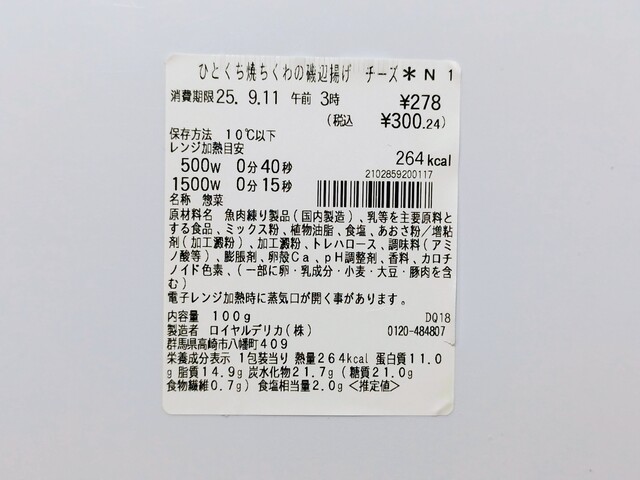 ひとくち焼ちくわの磯辺揚げ チーズ＊N 1
消費期限25. 9.11 午前 3時 ¥278
(税込 ¥300.24)
保存方法 10℃以下
レンジ加熱目安 264kcal
500W 0分40秒 2102859200117
1500W 0分15秒
名称 惣菜
原材料名 魚肉練り製品(国内製造)、乳等を主要原料と
する食品、ミックス粉、植物油脂、食塩、あおさ粉／増粘
剤(加工澱粉)、加工澱粉、トレハロース、調味料(アミ
ノ酸等)、膨脹剤、卵殻Ca、pH調整剤、香料、カロチ
ノイド色素、(一部に卵・乳成分・小麦・大豆・豚肉を含
む)
電子レンジ加熱時に蒸気口が開く事があります。
内容量 100g DQ18
製造者 ロイヤルデリカ(株) 0120-484807
群馬県高崎市八幡町409
栄養成分表示 1包装当り 熱量264kcal 蛋白質11.0
g 脂質14.9g 炭水化物21.7g(糖質21.0g
食物繊維0.7g) 食塩相当量2.0g<推定値>